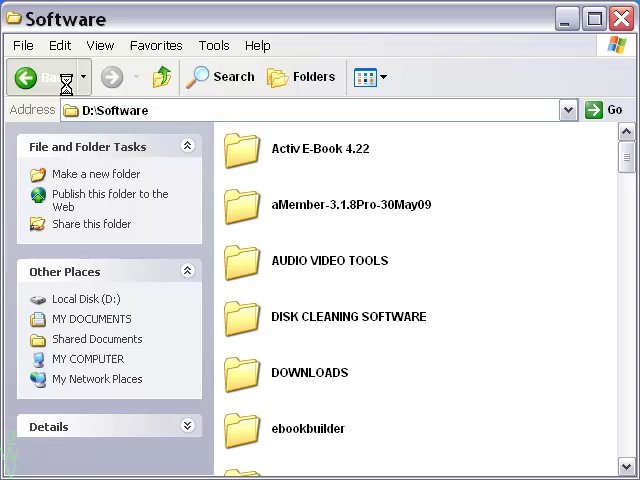 Software
File Edit View Favorites Tools Help
Search Folders
Address D:\Software Go
File and Folder Tasks
Make a new folder
Publish this folder to the
Web
Share this folder
Other Places
Local Disk (D:)
MY DOCUMENTS
Shared Documents
MY COMPUTER
My Network Places
Details
Activ E-Book 4.22
aMember-3.1.8Pro-30May09
AUDIO VIDEO TOOLS
DISK CLEANING SOFTWARE
DOWNLOADS
ebookbuilder